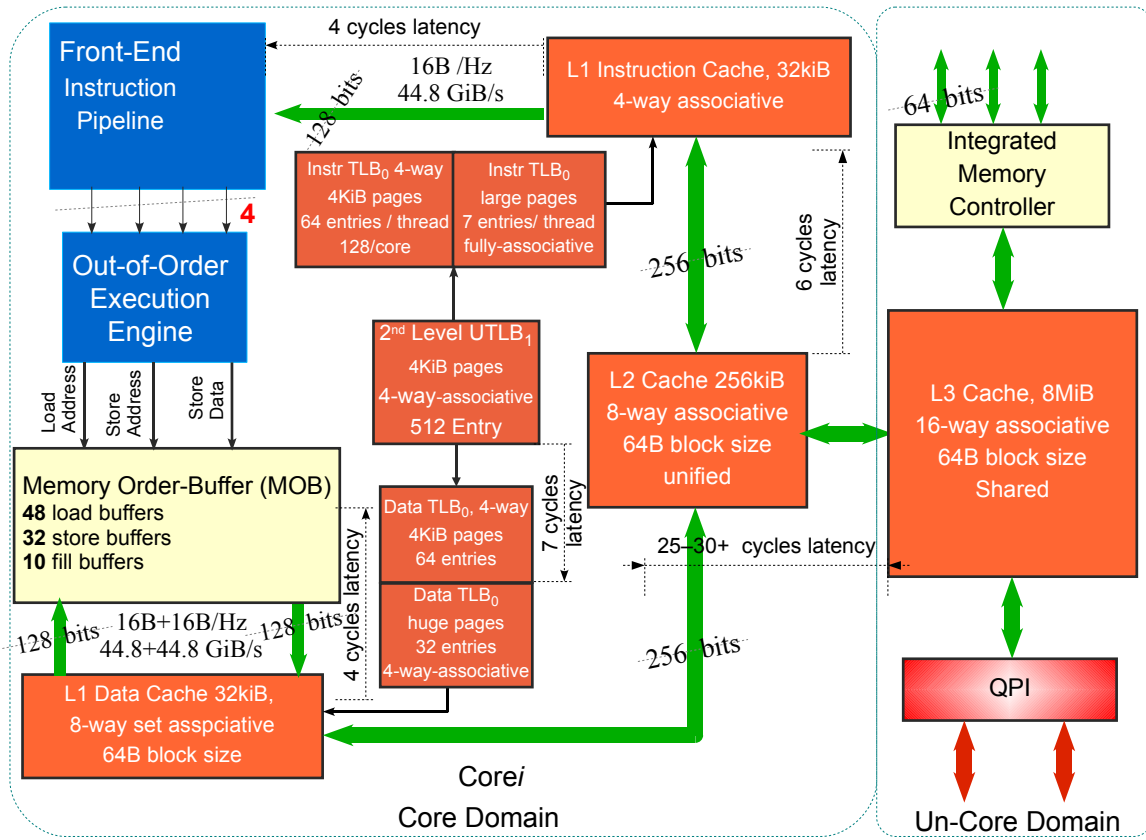 Front-End
Instruction
Pipeline
4 cycles latency
16B /Hz
44.8 GiB/s
128 bits
L1 Instruction Cache, 32kiB
4-way associative
64 bits
Integrated
Memory
Controller
Instr TLB0 4-way
4KiB pages
64 entries / thread
128/core
Instr TLB0
large pages
7 entries/ thread
fully-associative
4
256 bits
6 cycles
latency
Out-of-Order
Execution
Engine
2nd Level UTLB1
4KiB pages
4-way-associative
512 Entry
L2 Cache 256kiB
8-way associative
64B block size
unified
L3 Cache, 8MiB
16-way associative
64B block size
Shared
Load
Address
Store
Address
Store
Data
Memory Order-Buffer (MOB)
48 load buffers
32 store buffers
10 fill buffers
Data TLB0, 4-way
4KiB pages
64 entries
7 cycles
latency
25–30+ cycles latency
4 cycles latency
Data TLB0
huge pages
32 entries
4-way-associative
128 bits
16B+16B/Hz
44.8+44.8 GiB/s
128 bits
256 bits
L1 Data Cache 32kiB,
8-way set asspciative
64B block size
QPI
Corei
Core Domain
Un-Core Domain